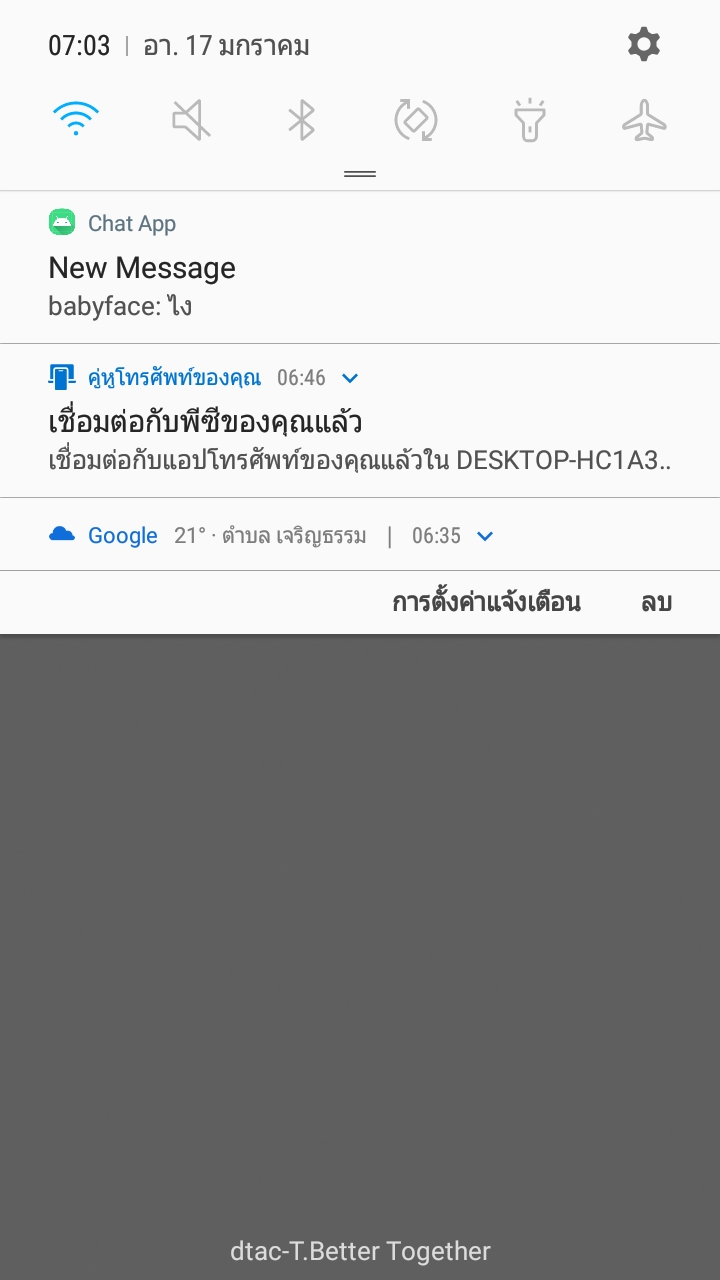 07:03 | อา. 17 มกราคม
Chat App
New Message
babyface: ไง
คู่หูโทรศัพท์ของคุณ 06:46
เชื่อมต่อกับพีซีของคุณแล้ว
เชื่อมต่อกับแอปโทรศัพท์ของคุณแล้วใน DESKTOP-HC1A3..
Google 21° · ตำบล เจริญธรรม | 06:35
การตั้งค่าแจ้งเตือน ลบ
dtac-T.Better Together